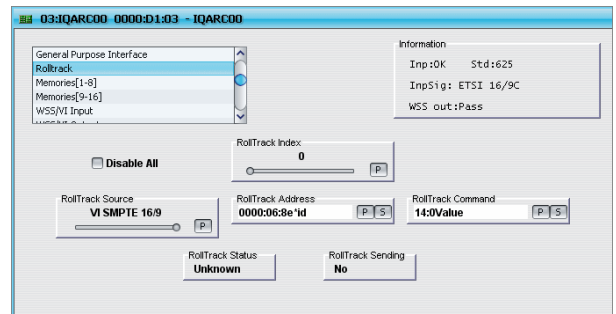 03:IQARC00 0000:D1:03 - IQARC00
General Purpose Interface
Rolltrack
Memories[1-8]
Memories[9-16]
WSS/VI Input
Information
Inp:OK Std:625
InpSig: ETSI 16/9C
WSS out:Pass
Disable All
RollTrack Index
0
P
RollTrack Source
VI SMPTE 16/9
P
RollTrack Address
0000:06:8e*id
P S
RollTrack Command
14:0Value
P S
RollTrack Status
Unknown
RollTrack Sending
No